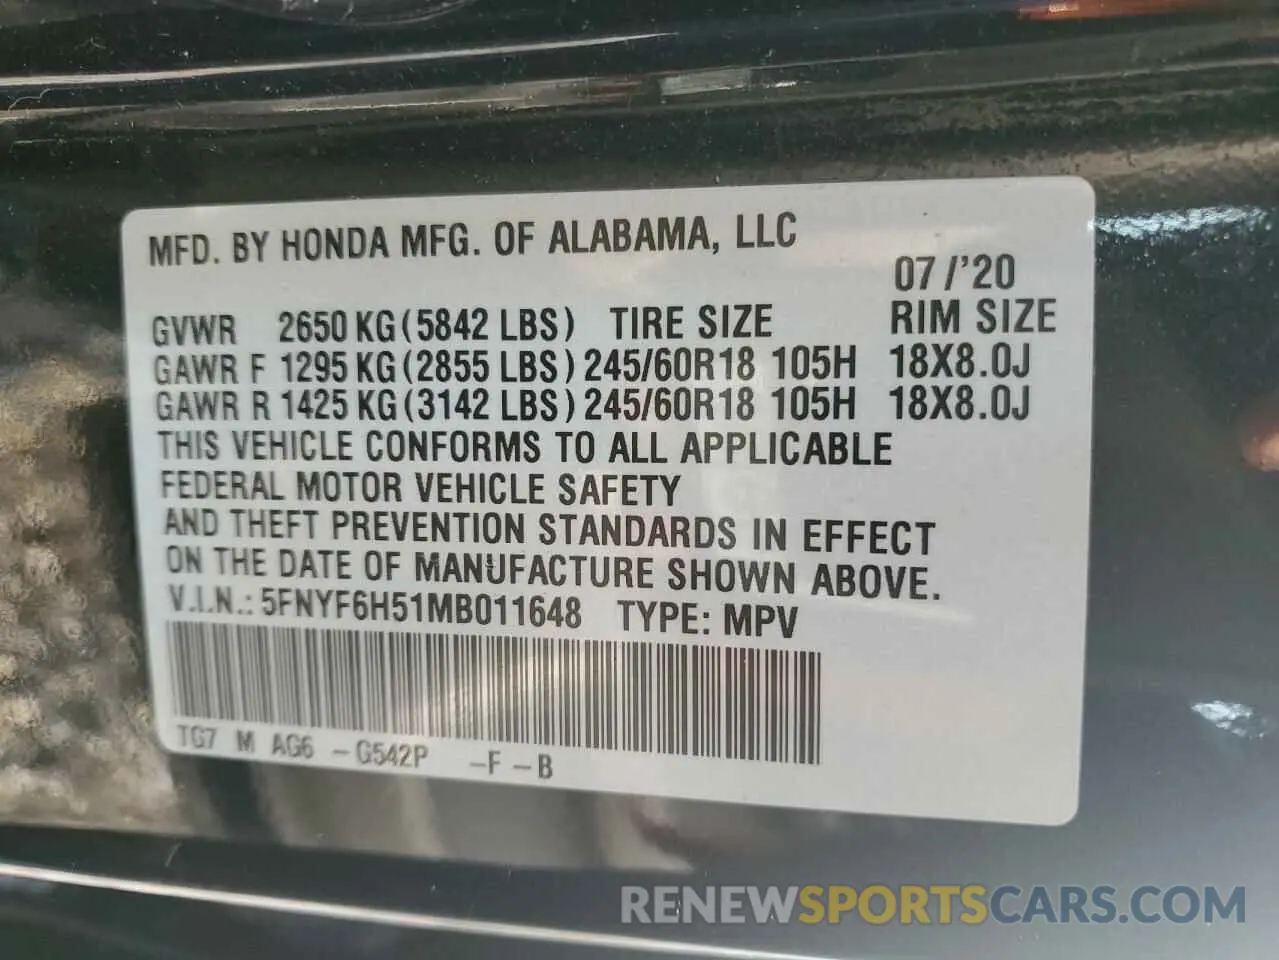 MFD. BY HONDA MFG. OF ALABAMA, LLC
07/'20
GVWR 2650 KG (5842 LBS) TIRE SIZE RIM SIZE
GAWR F 1295 KG (2855 LBS) 245/60R18 105H 18X8.0J
GAWR R 1425 KG (3142 LBS) 245/60R18 105H 18X8.0J
THIS VEHICLE CONFORMS TO ALL APPLICABLE
FEDERAL MOTOR VEHICLE SAFETY
AND THEFT PREVENTION STANDARDS IN EFFECT
ON THE DATE OF MANUFACTURE SHOWN ABOVE.
V.I.N.: 5FNYF6H51MB011648 TYPE: MPV
TG7 M AG6 -G542P -F-B
RENEWSPORTSCARS.COM